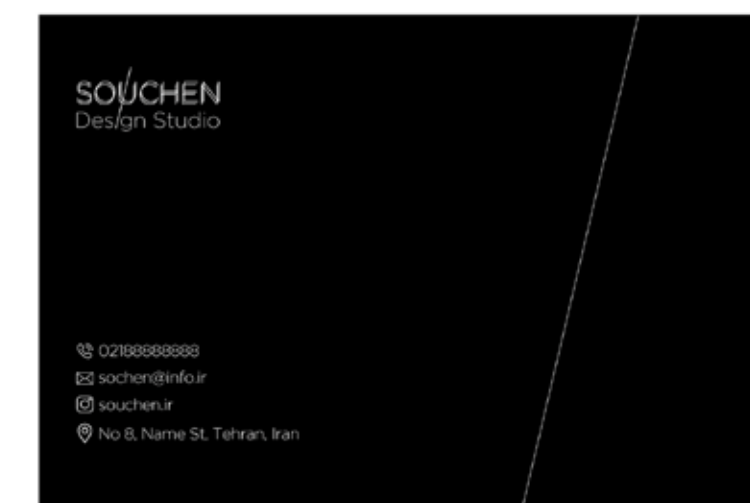 SOUCHEN
Design Studio
02188888888
sochen@info.ir
souchen.ir
No 8, Name St, Tehran, Iran